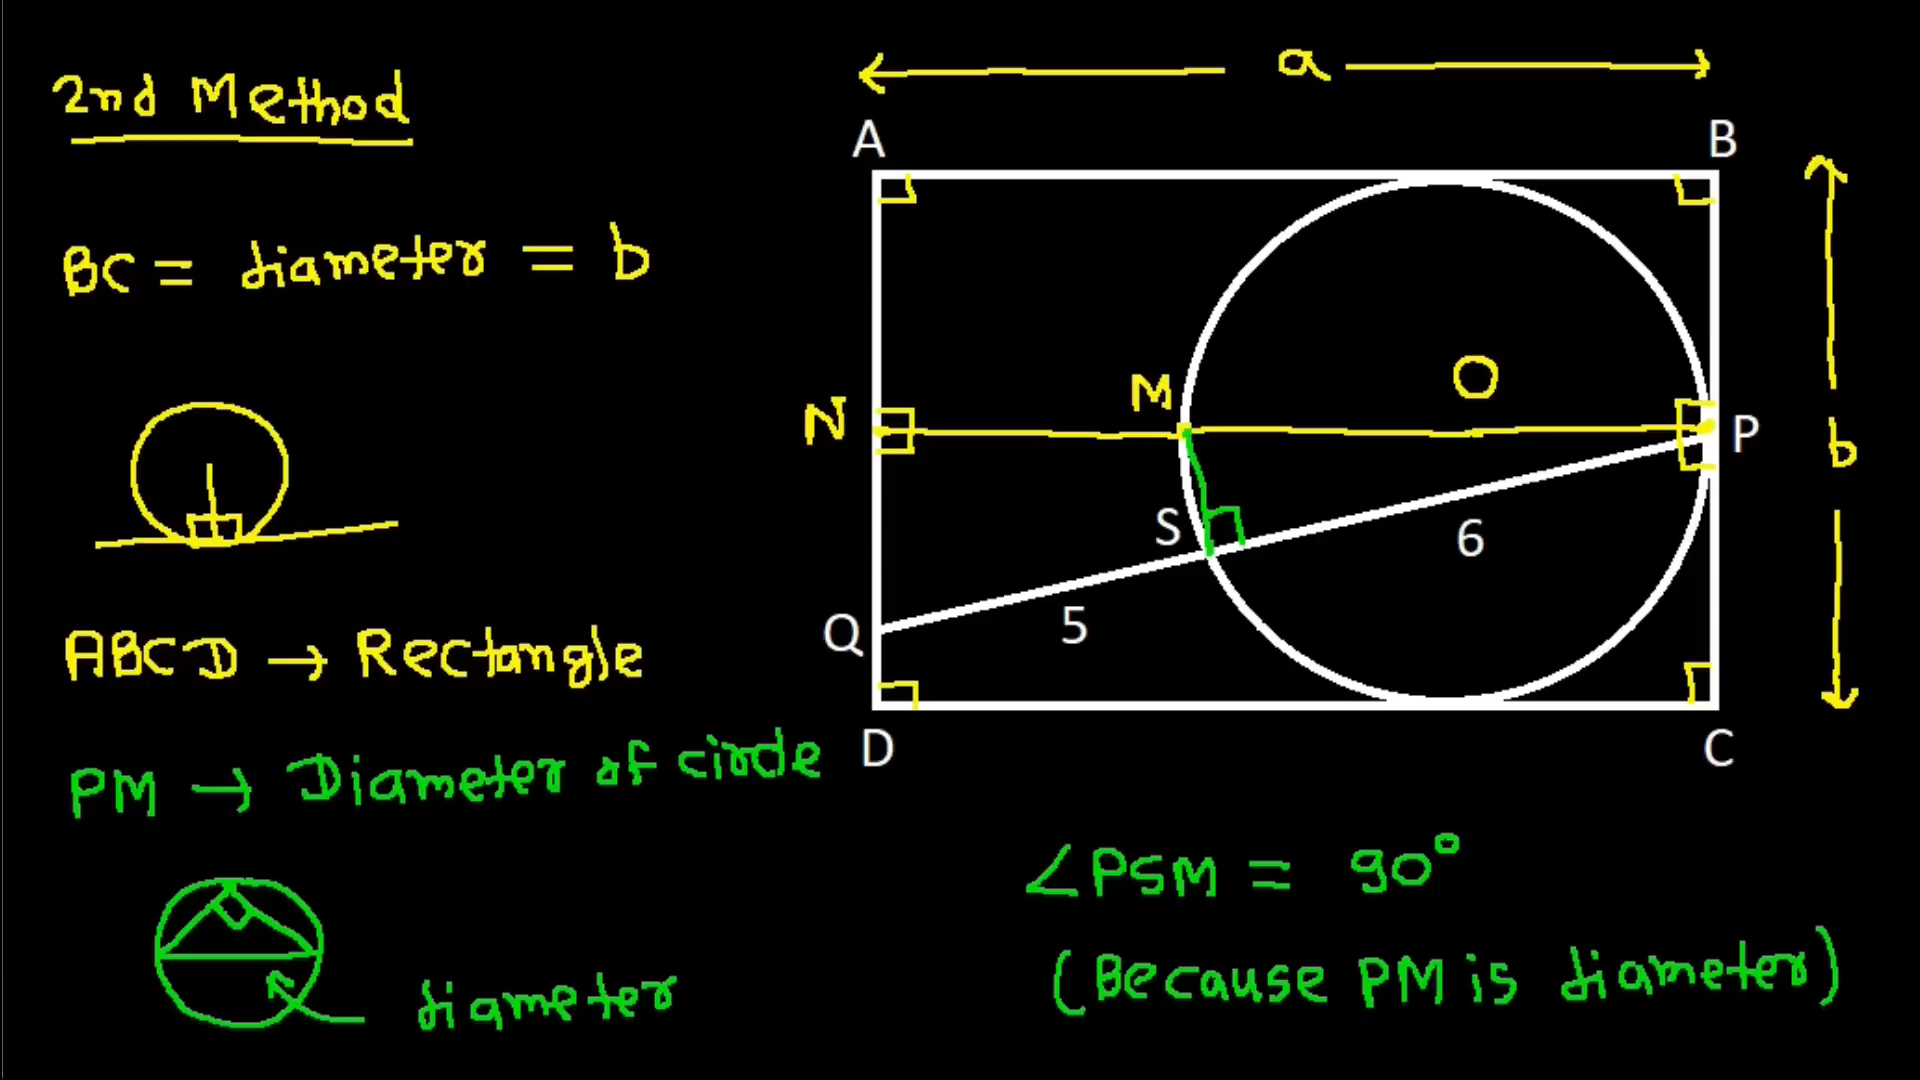 2nd Method
BC = diameter = b
ABCD → Rectangle
PM → Diameter of circle
diameter
a
A
B
N
M
O
P
b
S
6
5
Q
D
C
∠PSM = 90°
(Because PM is diameter)